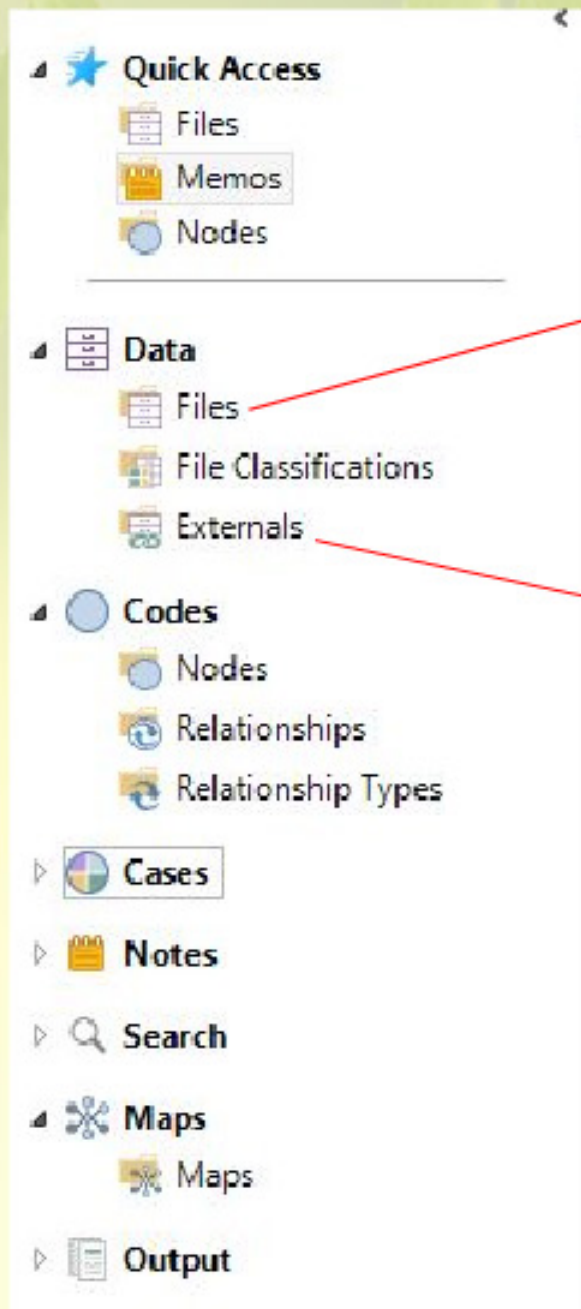 Quick Access
Files
Memos
Nodes
Data
Files
File Classifications
Externals
Codes
Nodes
Relationships
Relationship Types
Cases
Notes
Search
Maps
Maps
Output